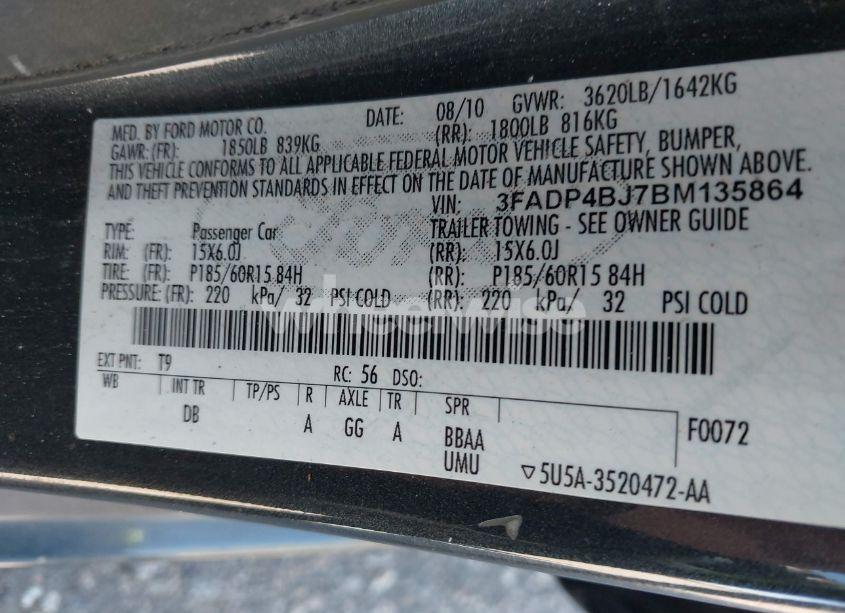 MFD. BY FORD MOTOR CO. DATE: 08/10 GVWR: 3620LB/1642KG
GAWR: (FR): 1850LB 839KG (RR): 1800LB 816KG
THIS VEHICLE CONFORMS TO ALL APPLICABLE FEDERAL MOTOR VEHICLE SAFETY, BUMPER,
AND THEFT PREVENTION STANDARDS IN EFFECT ON THE DATE OF MANUFACTURE SHOWN ABOVE.
VIN: 3FADP4BJ7BM135864
TYPE: Passenger Car TRAILER TOWING - SEE OWNER GUIDE
RIM: (FR): 15X6.0J (RR): 15X6.0J
TIRE: (FR): P185/60R15 84H (RR): P185/60R15 84H
PRESSURE: (FR): 220 kPa/ 32 PSI COLD (RR): 220 kPa/ 32 PSI COLD
wheelwise
EXT PNT: T9 RC: 56 DSO:
WB INT TR TP/PS R AXLE TR SPR
DB A GG A BBAA F0072
UMU ▽5U5A-3520472-AA